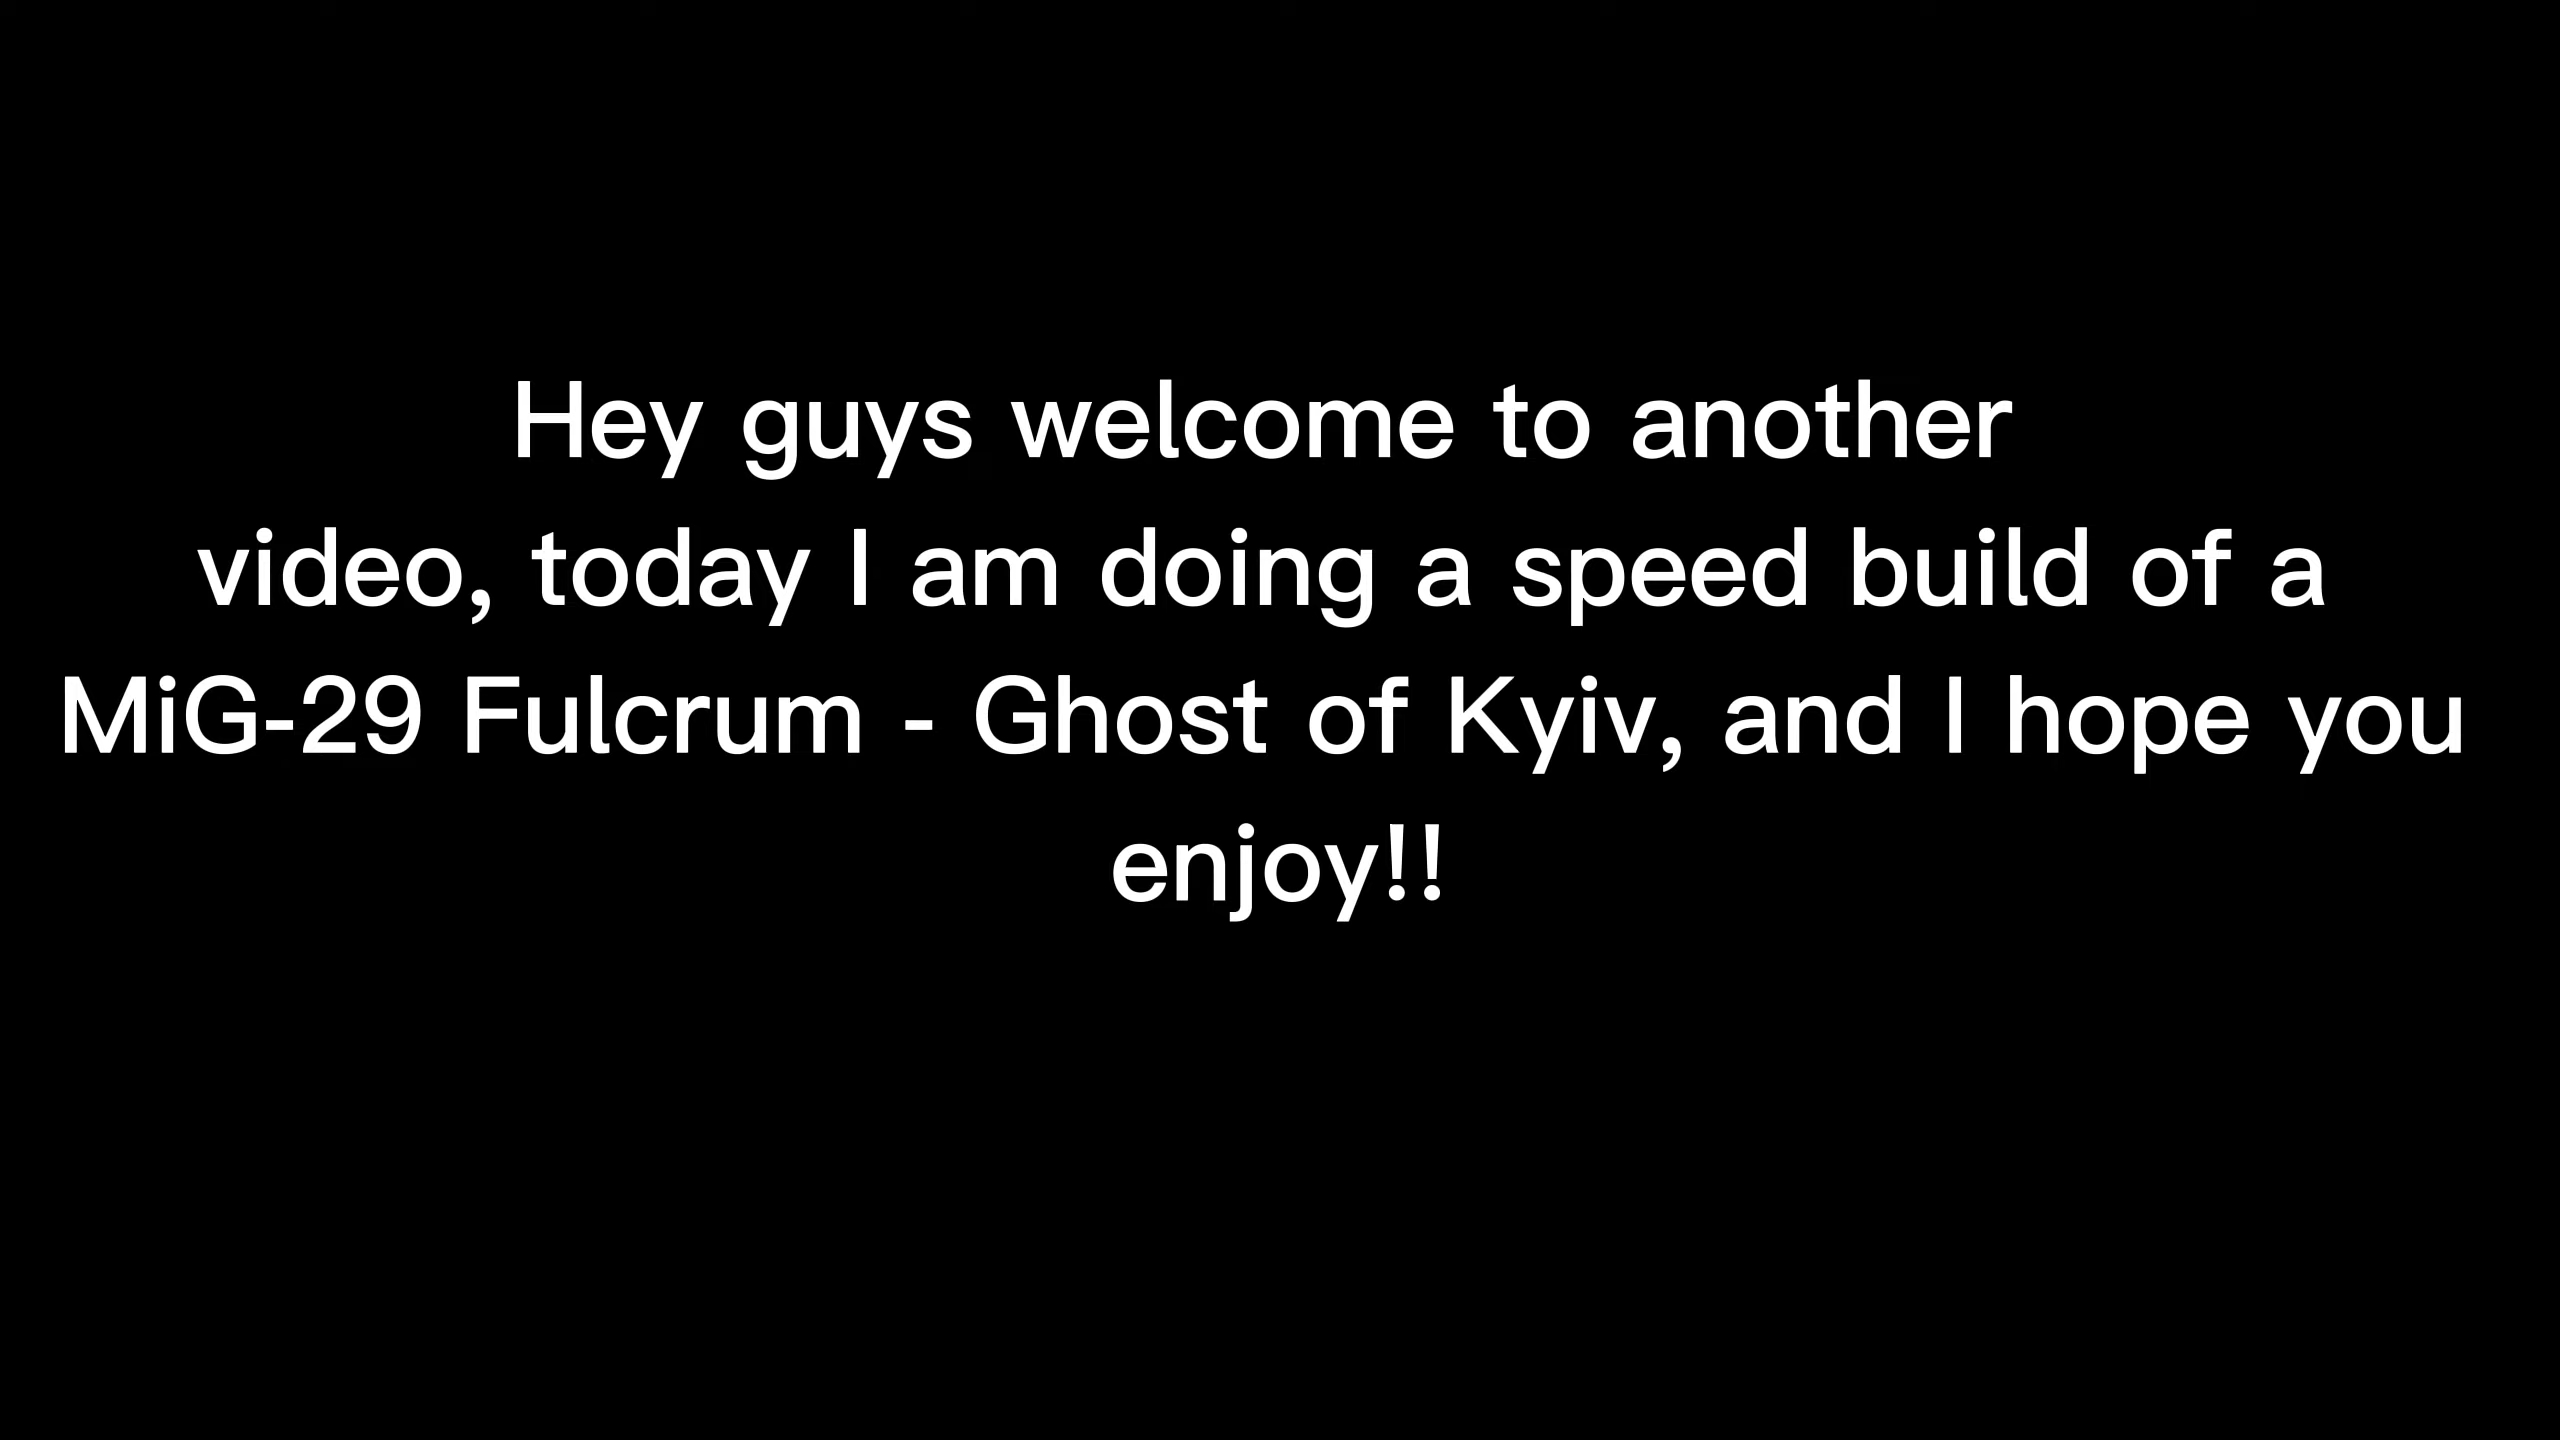 Hey guys welcome to another
video, today I am doing a speed build of a
MiG-29 Fulcrum - Ghost of Kyiv, and I hope you
enjoy!!